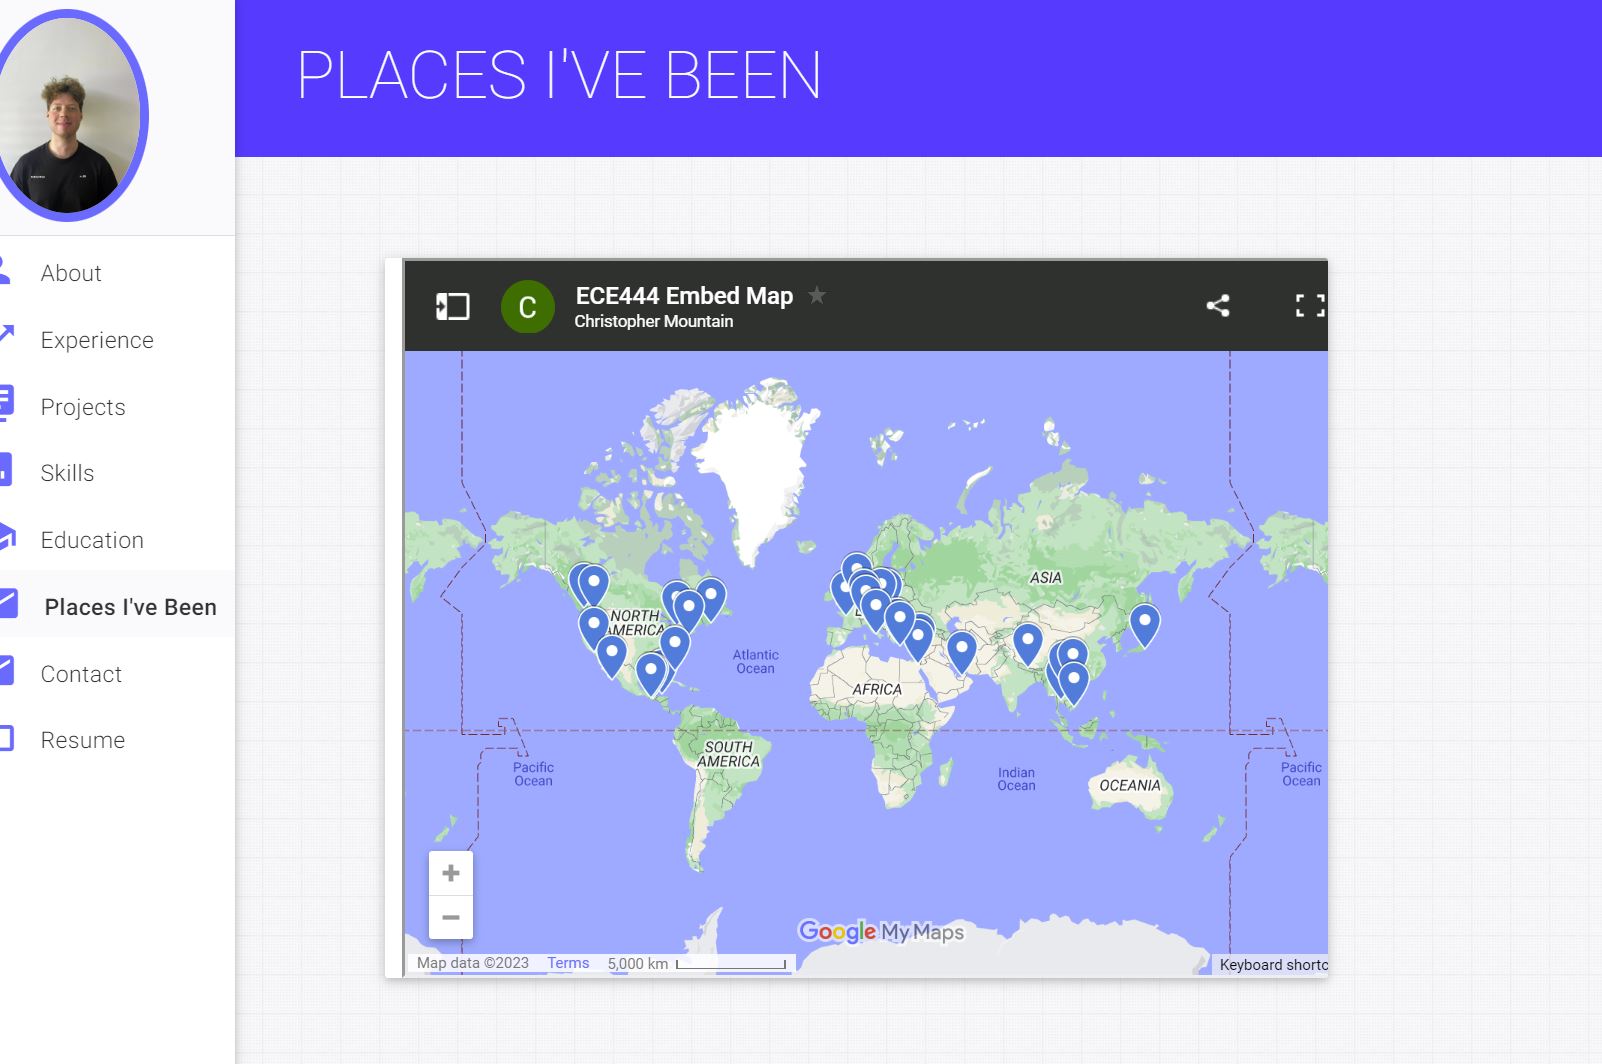 PLACES I'VE BEEN
About
Experience
Projects
Skills
Education
Places I've Been
Contact
Resume
C
ECE444 Embed Map
Christopher Mountain
ASIA
NORTH
AMERICA
Atlantic
Ocean
AFRICA
SOUTH
AMERICA
Pacific
Ocean
Indian
Ocean
OCEANIA
Pacific
Ocean
Google My Maps
Map data ©2023 Terms 5,000 km
Keyboard shortc